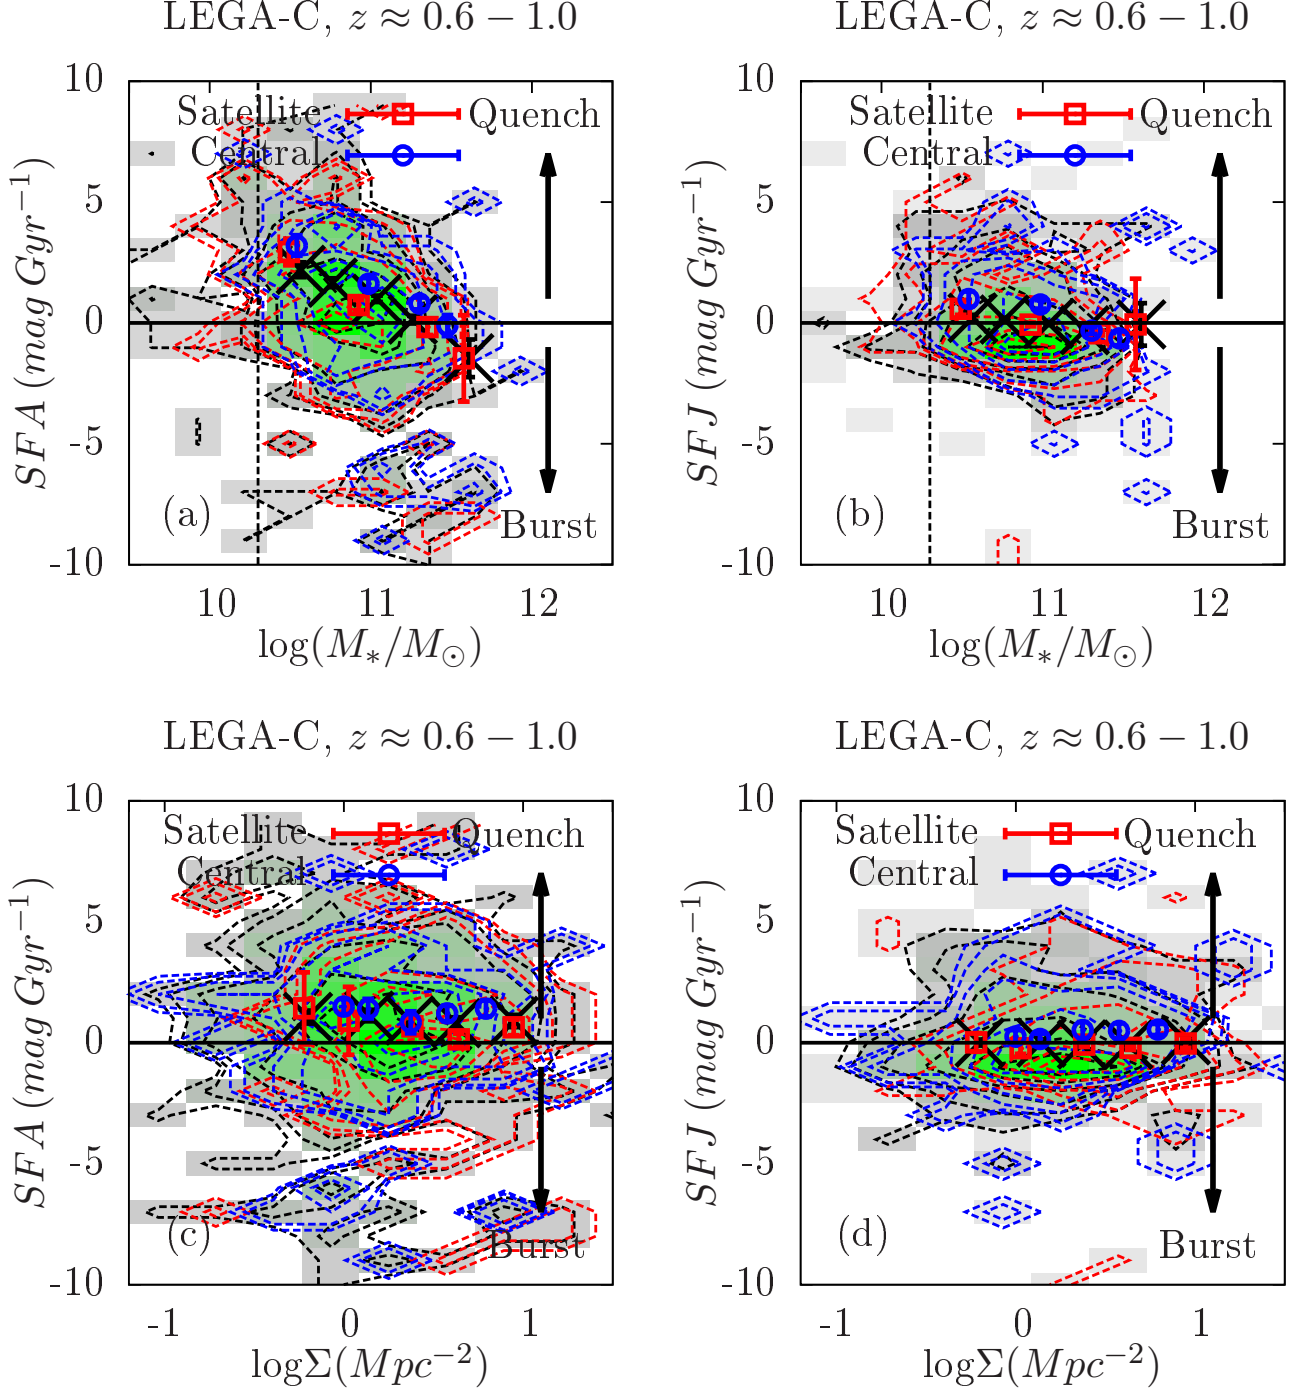 LEGA-C, z ≈ 0.6 − 1.0
10
5
0
-5
-10
SFA (mag Gyr⁻¹)
Satellite
Central
Quench
Burst
(a)
10 11 12
log(M∗/M⊙)
LEGA-C, z ≈ 0.6 − 1.0
10
5
0
-5
-10
SFJ (mag Gyr⁻¹)
Satellite
Central
Quench
Burst
(b)
10 11 12
log(M∗/M⊙)
LEGA-C, z ≈ 0.6 − 1.0
10
5
0
-5
-10
SFA (mag Gyr⁻¹)
Satellite
Central
Quench
Burst
(c)
-1 0 1
logΣ(Mpc⁻²)
LEGA-C, z ≈ 0.6 − 1.0
10
5
0
-5
-10
SFJ (mag Gyr⁻¹)
Satellite
Central
Quench
Burst
(d)
-1 0 1
logΣ(Mpc⁻²)